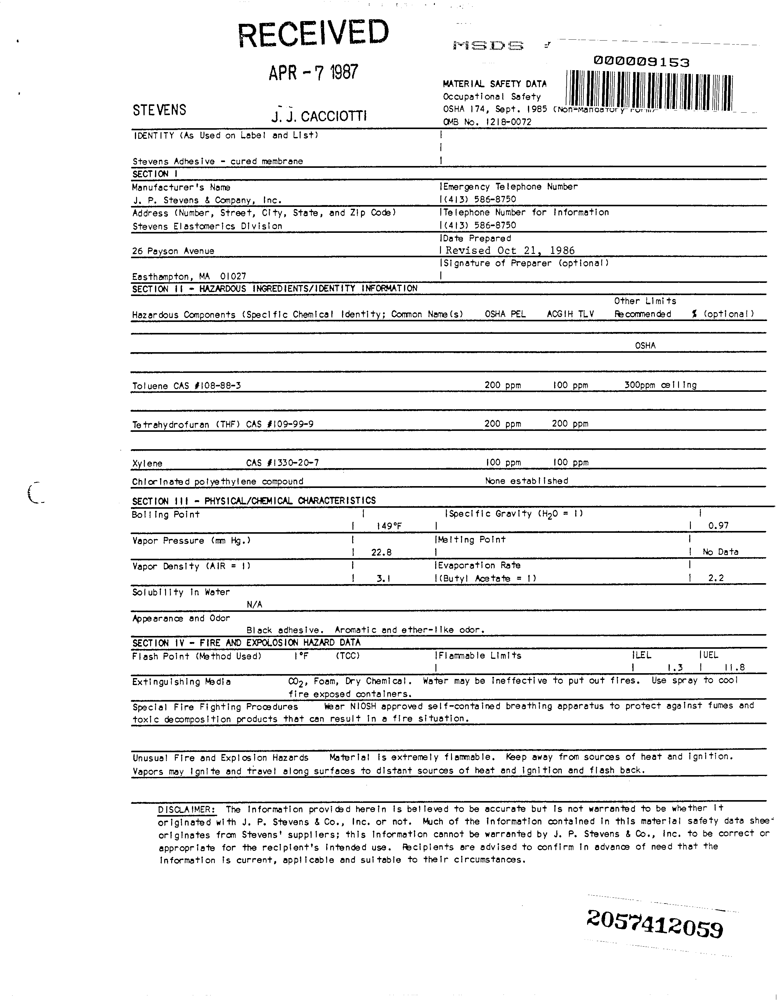 RECEIVED
MSDS #
000009153
APR - 7 1987
MATERIAL SAFETY DATA
Occupational Safety
STEVENS
OSHA 174, Sept. 1985 (Non-Mandatory Form)
J. J. CACCIOTTI
OMB No. 1218-0072
IDENTITY (As Used on Label and List)
Stevens Adhesive - cured membrane
SECTION I
Manufacturer's Name |Emergency Telephone Number
J. P. Stevens & Company, Inc. |(413) 586-8750
Address (Number, Street, City, State, and Zip Code) |Telephone Number for Information
Stevens Elastomerics Division |(413) 586-8750
|Date Prepared
26 Payson Avenue | Revised Oct 21, 1986
|Signature of Preparer (optional)
Easthampton, MA 01027
SECTION II - HAZARDOUS INGREDIENTS/IDENTITY INFORMATION
Other Limits
Hazardous Components (Specific Chemical Identity; Common Name(s) OSHA PEL ACGIH TLV Recommended % (optional)
OSHA
Toluene CAS #108-88-3 200 ppm 100 ppm 300ppm ceiling
Tetrahydrofuran (THF) CAS #109-99-9 200 ppm 200 ppm
Xylene CAS #1330-20-7 100 ppm 100 ppm
Chlorinated polyethylene compound None established
SECTION III - PHYSICAL/CHEMICAL CHARACTERISTICS
Boiling Point | |Specific Gravity (H2O = 1) |
| 149°F | | 0.97
Vapor Pressure (mm Hg.) | |Melting Point |
| 22.8 | | No Data
Vapor Density (AIR = 1) | |Evaporation Rate |
| 3.1 |(Butyl Acetate = 1) | 2.2
Solubility in Water
N/A
Appearance and Odor
Black adhesive. Aromatic and ether-like odor.
SECTION IV - FIRE AND EXPOLOSION HAZARD DATA
Flash Point (Method Used) 1°F (TCC) |Flammable Limits |LEL |UEL
| | 1.3 | 11.8
Extinguishing Media CO2, Foam, Dry Chemical. Water may be ineffective to put out fires. Use spray to cool
fire exposed containers.
Special Fire Fighting Procedures Wear NIOSH approved self-contained breathing apparatus to protect against fumes and
toxic decomposition products that can result in a fire situation.
Unusual Fire and Explosion Hazards Material is extremely flammable. Keep away from sources of heat and ignition.
Vapors may ignite and travel along surfaces to distant sources of heat and ignition and flash back.
DISCLAIMER: The information provided herein is believed to be accurate but is not warranted to be whether it
originated with J. P. Stevens & Co., Inc. or not. Much of the information contained in this material safety data shee
originates from Stevens' suppliers; this information cannot be warranted by J. P. Stevens & Co., Inc. to be correct or
appropriate for the recipient's intended use. Recipients are advised to confirm in advance of need that the
information is current, applicable and suitable to their circumstances.
2057412059